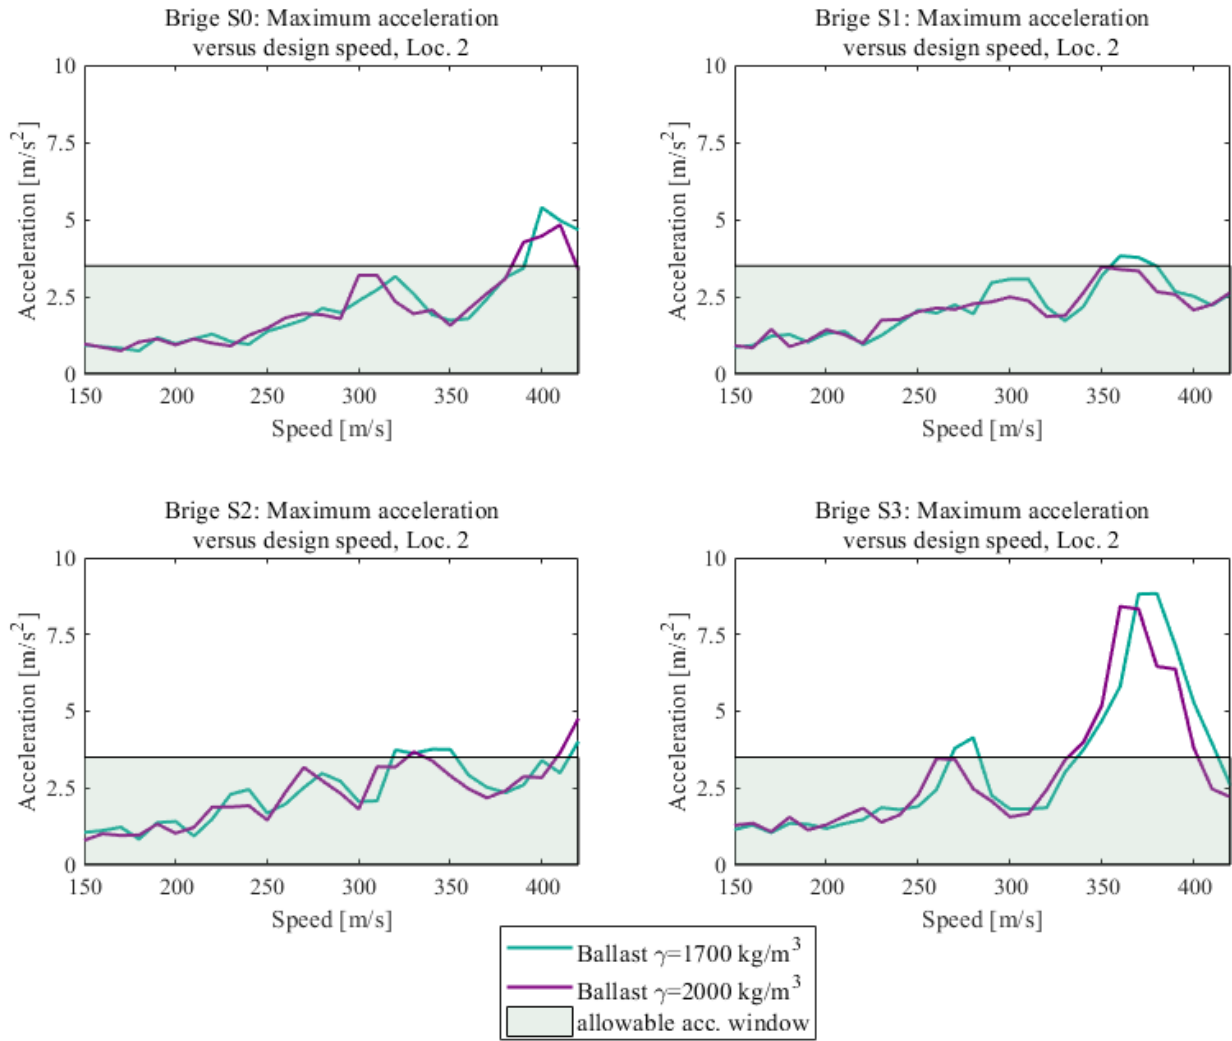 Brige S0: Maximum acceleration
versus design speed, Loc. 2
10
7.5
5
2.5
0
Acceleration [m/s²]
150 200 250 300 350 400
Speed [m/s]
Brige S1: Maximum acceleration
versus design speed, Loc. 2
10
7.5
5
2.5
0
Acceleration [m/s²]
150 200 250 300 350 400
Speed [m/s]
Brige S2: Maximum acceleration
versus design speed, Loc. 2
10
7.5
5
2.5
0
Acceleration [m/s²]
150 200 250 300 350 400
Speed [m/s]
Brige S3: Maximum acceleration
versus design speed, Loc. 2
10
7.5
5
2.5
0
Acceleration [m/s²]
150 200 250 300 350 400
Speed [m/s]
Ballast γ=1700 kg/m³
Ballast γ=2000 kg/m³
allowable acc. window